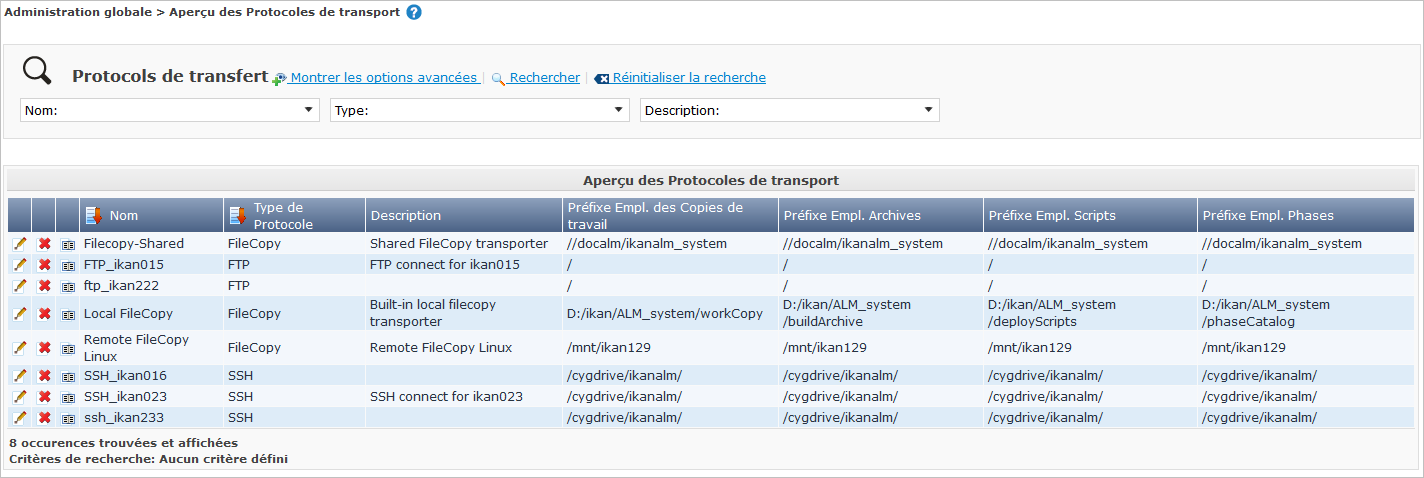 Administration globale > Aperçu des Protocoles de transport ?
Protocols de transfert Montrer les options avancées | Rechercher | Réinitialiser la recherche
Nom: Type: Description:
Aperçu des Protocoles de transport
Nom Type de Protocole Description Préfixe Empl. des Copies de travail Préfixe Empl. Archives Préfixe Empl. Scripts Préfixe Empl. Phases
Filecopy-Shared FileCopy Shared FileCopy transporter //docalm/ikanalm_system //docalm/ikanalm_system //docalm/ikanalm_system //docalm/ikanalm_system
FTP_ikan015 FTP FTP connect for ikan015 / / / /
ftp_ikan222 FTP / / / /
Local FileCopy FileCopy Built-in local filecopy transporter D:/ikan/ALM_system/workCopy D:/ikan/ALM_system/buildArchive D:/ikan/ALM_system/deployScripts D:/ikan/ALM_system/phaseCatalog
Remote FileCopy Linux FileCopy Remote FileCopy Linux /mnt/ikan129 /mnt/ikan129 /mnt/ikan129 /mnt/ikan129
SSH_ikan016 SSH /cygdrive/ikanalm/ /cygdrive/ikanalm/ /cygdrive/ikanalm/ /cygdrive/ikanalm/
SSH_ikan023 SSH SSH connect for ikan023 /cygdrive/ikanalm/ /cygdrive/ikanalm/ /cygdrive/ikanalm/ /cygdrive/ikanalm/
ssh_ikan233 SSH /cygdrive/ikanalm/ /cygdrive/ikanalm/ /cygdrive/ikanalm/ /cygdrive/ikanalm/
8 occurences trouvées et affichées
Critères de recherche: Aucun critère défini